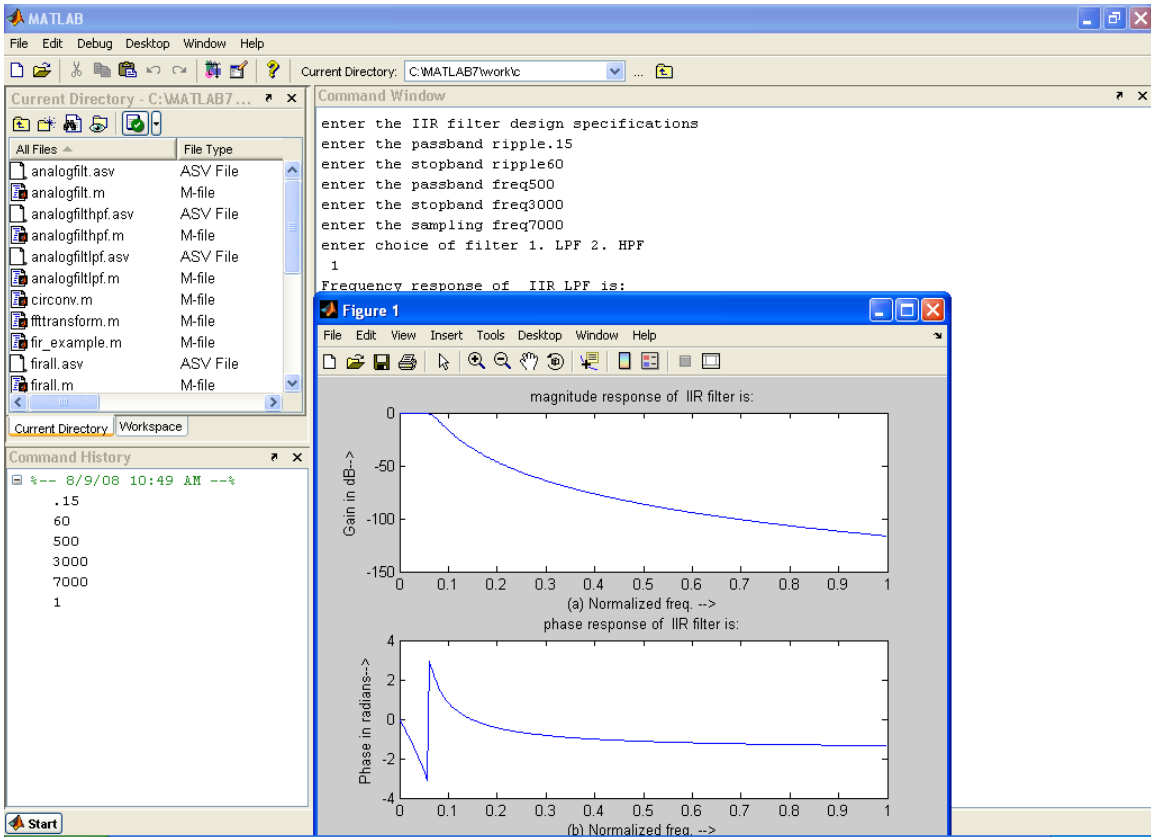 MATLAB
File Edit Debug Desktop Window Help
Current Directory: C:\MATLAB7\work\c ...
Current Directory - C:\MATLAB7...
All Files File Type
analogfilt.asv ASV File
analogfilt.m M-file
analogfilthpf.asv ASV File
analogfilthpf.m M-file
analogfiltlpf.asv ASV File
analogfiltlpf.m M-file
circonv.m M-file
ffttransform.m M-file
fir_example.m M-file
firall.asv ASV File
firall.m M-file
Current Directory Workspace
Command History
%-- 8/9/08 10:49 AM --%
.15
60
500
3000
7000
1
Start
Command Window
enter the IIR filter design specifications
enter the passband ripple.15
enter the stopband ripple60
enter the passband freq500
enter the stopband freq3000
enter the sampling freq7000
enter choice of filter 1. LPF 2. HPF
1
Frequency response of  IIR LPF is:
Figure 1
File Edit View Insert Tools Desktop Window Help
magnitude response of  IIR filter is:
Gain in dB-->
0
-50
-100
-150
0 0.1 0.2 0.3 0.4 0.5 0.6 0.7 0.8 0.9 1
(a) Normalized freq. -->
phase response of  IIR filter is:
Phase in radians-->
4
2
0
-2
-4
0 0.1 0.2 0.3 0.4 0.5 0.6 0.7 0.8 0.9 1
(b) Normalized freq. -->